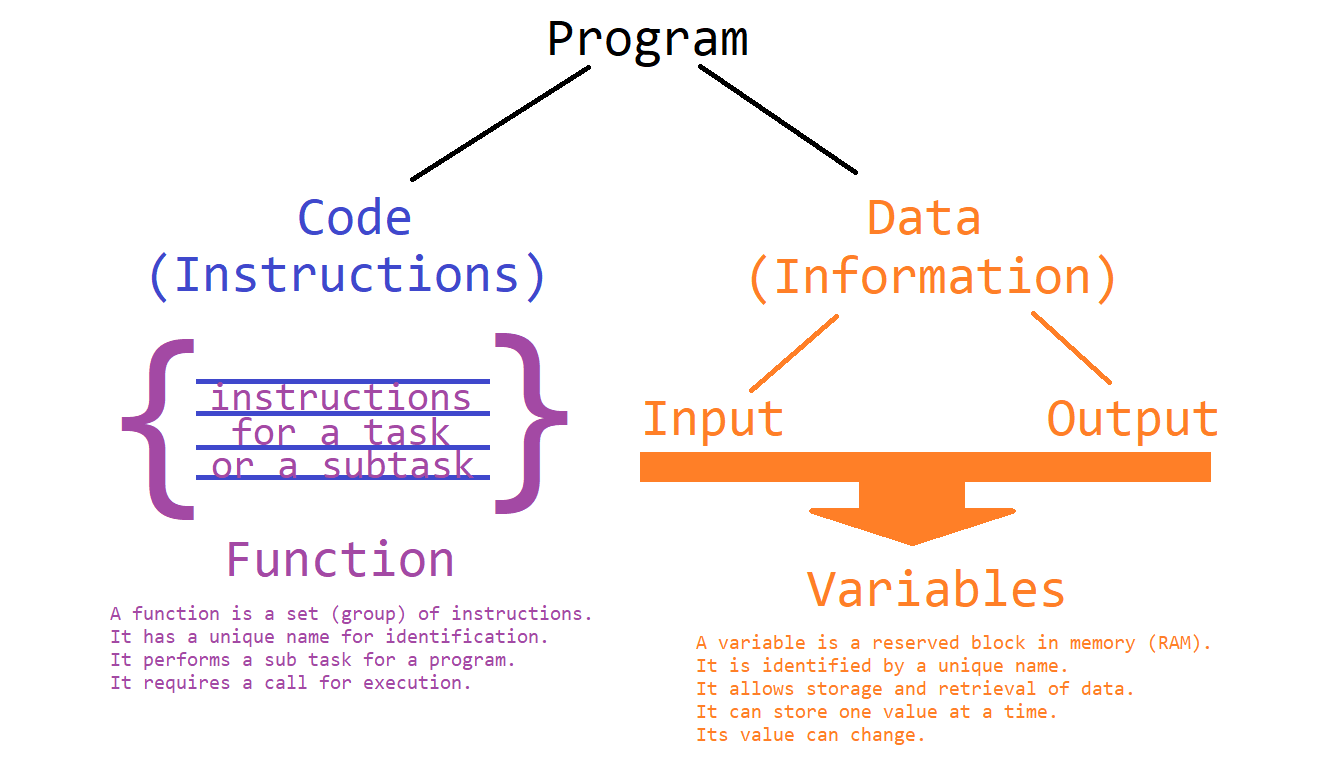 Program
Code
(Instructions)
{
instructions
for a task
or a subtask
}
Function
A function is a set (group) of instructions.
It has a unique name for identification.
It performs a sub task for a program.
It requires a call for execution.
Data
(Information)
Input
Output
Variables
A variable is a reserved block in memory (RAM).
It is identified by a unique name.
It allows storage and retrieval of data.
It can store one value at a time.
Its value can change.